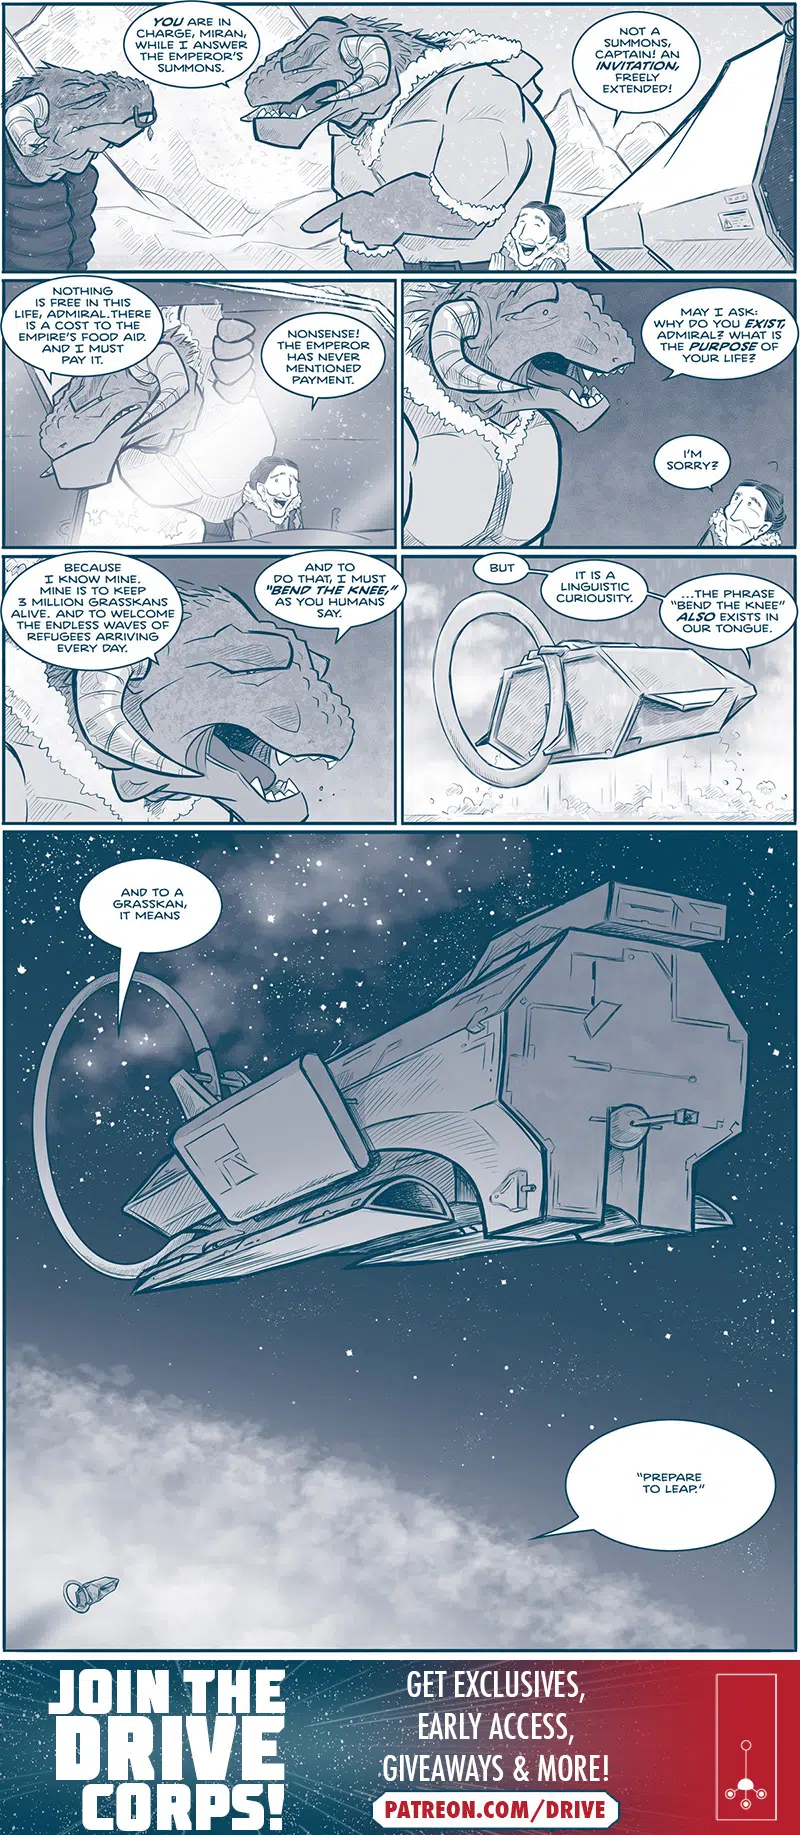 YOU ARE IN
CHARGE, MIRAN,
WHILE I ANSWER
THE EMPEROR'S
SUMMONS.
NOT A
SUMMONS,
CAPTAIN! AN
INVITATION,
FREELY
EXTENDED!
NOTHING
IS FREE IN THIS
LIFE, ADMIRAL.THERE
IS A COST TO THE
EMPIRE'S FOOD AID.
AND I MUST
PAY IT.
NONSENSE!
THE EMPEROR
HAS NEVER
MENTIONED
PAYMENT.
MAY I ASK:
WHY DO YOU EXIST,
ADMIRAL? WHAT IS
THE PURPOSE OF
YOUR LIFE?
I'M
SORRY?
BECAUSE
I KNOW MINE.
MINE IS TO KEEP
3 MILLION GRASSKANS
ALIVE. AND TO WELCOME
THE ENDLESS WAVES OF
REFUGEES ARRIVING
EVERY DAY.
AND TO
DO THAT, I MUST
"BEND THE KNEE,"
AS YOU HUMANS
SAY.
BUT
IT IS A
LINGUISTIC
CURIOUSITY.
...THE PHRASE
"BEND THE KNEE"
ALSO EXISTS IN
OUR TONGUE.
AND TO A
GRASSKAN,
IT MEANS
"PREPARE
TO LEAP."
JOIN THE
DRIVE
CORPS!
GET EXCLUSIVES,
EARLY ACCESS,
GIVEAWAYS & MORE!
PATREON.COM/DRIVE